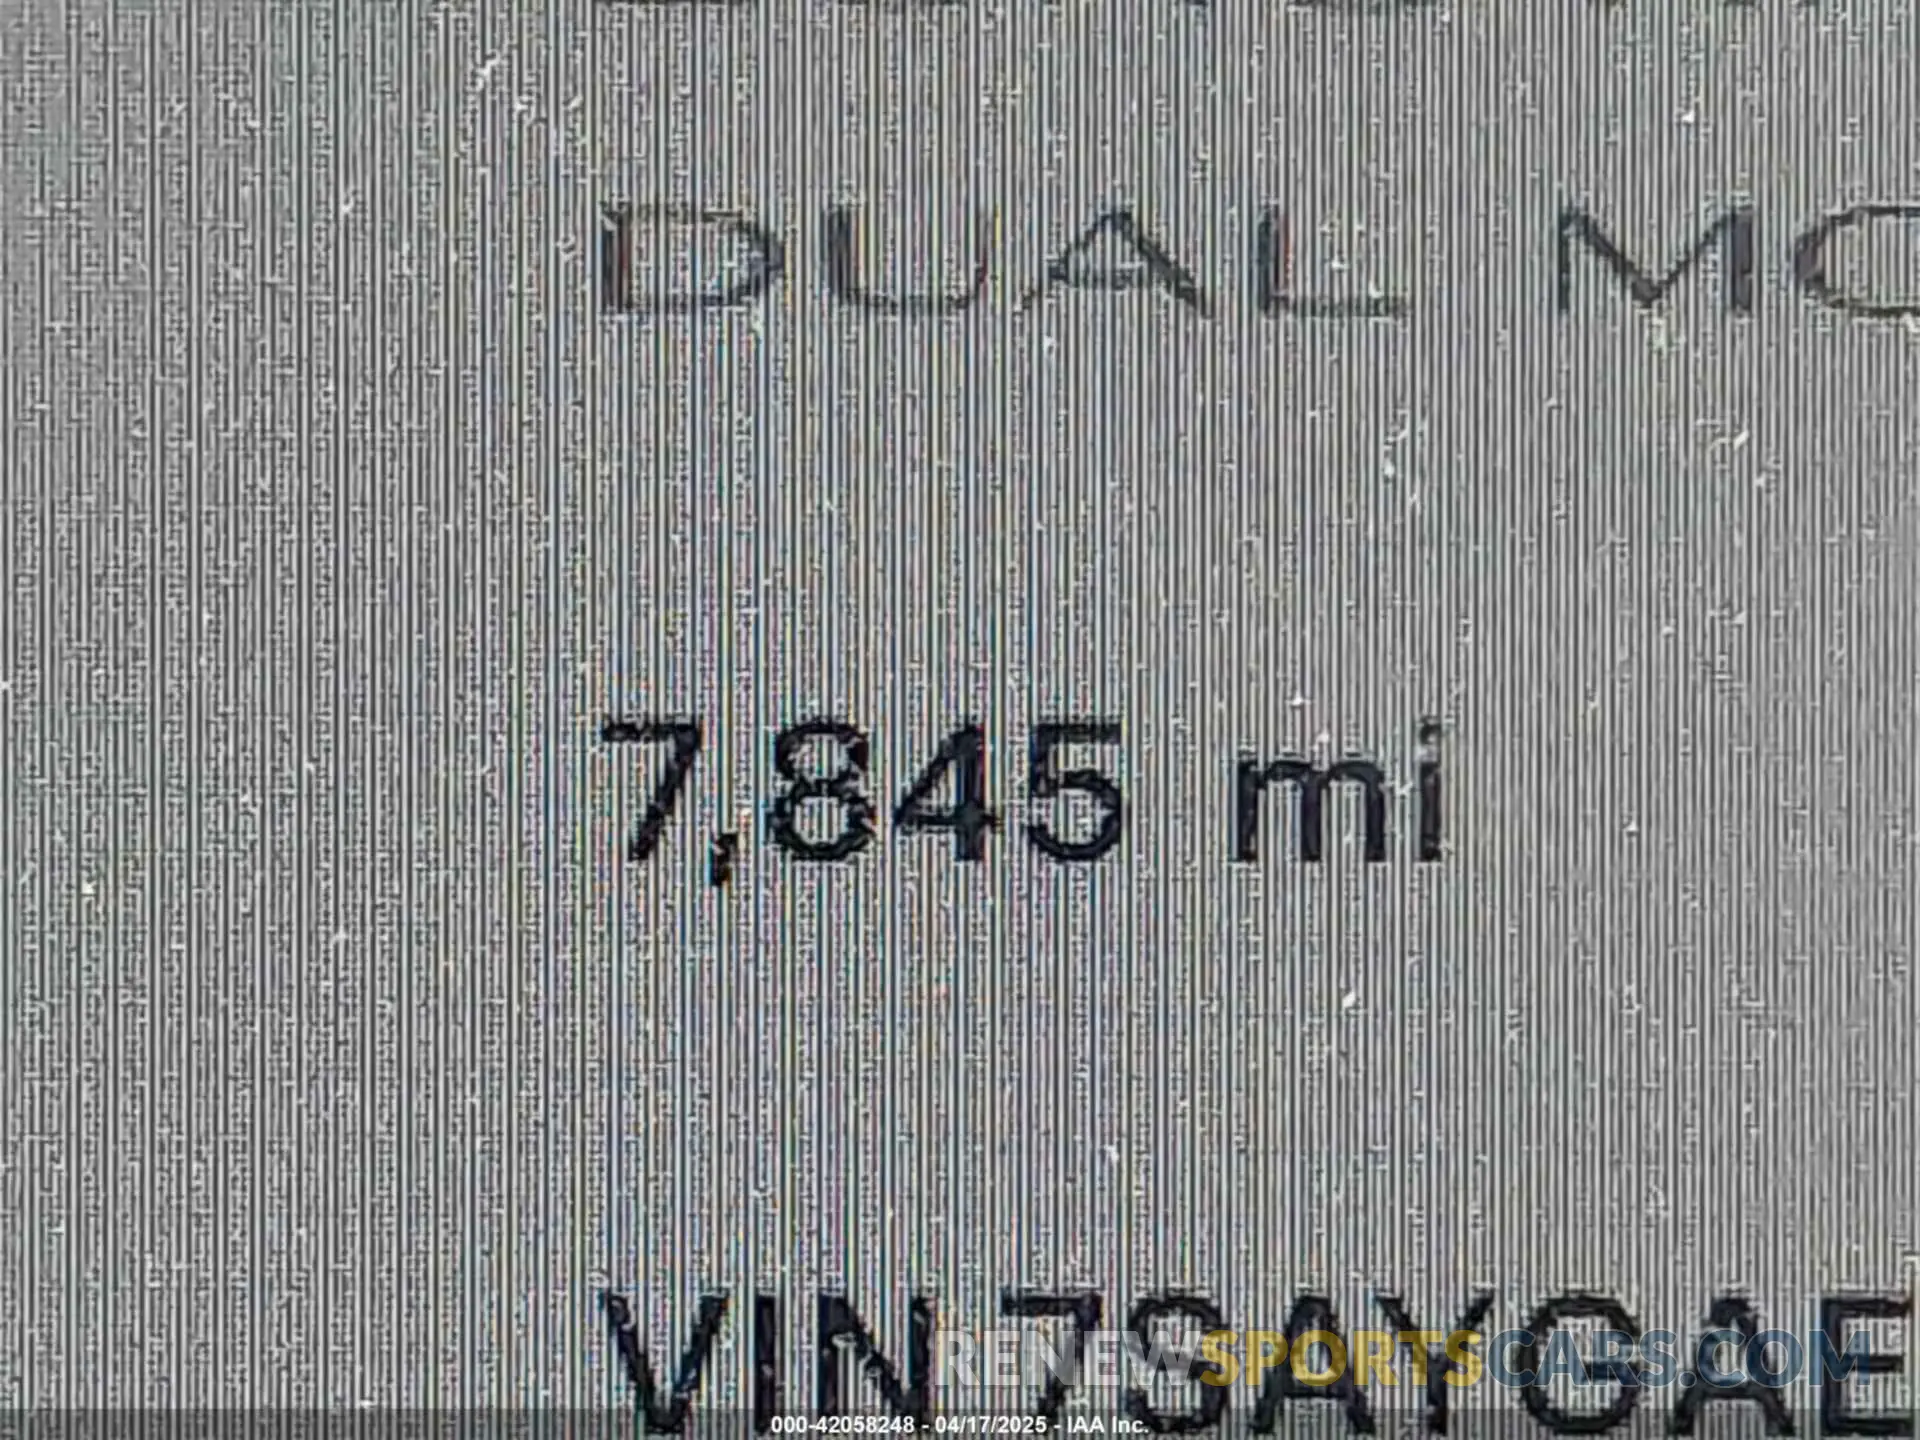 DUAL MO
7,845 mi
VIN 7SAYGAE
RENEWSPORTSCARS.COM
000-42058248 - 04/17/2025 - IAA Inc.